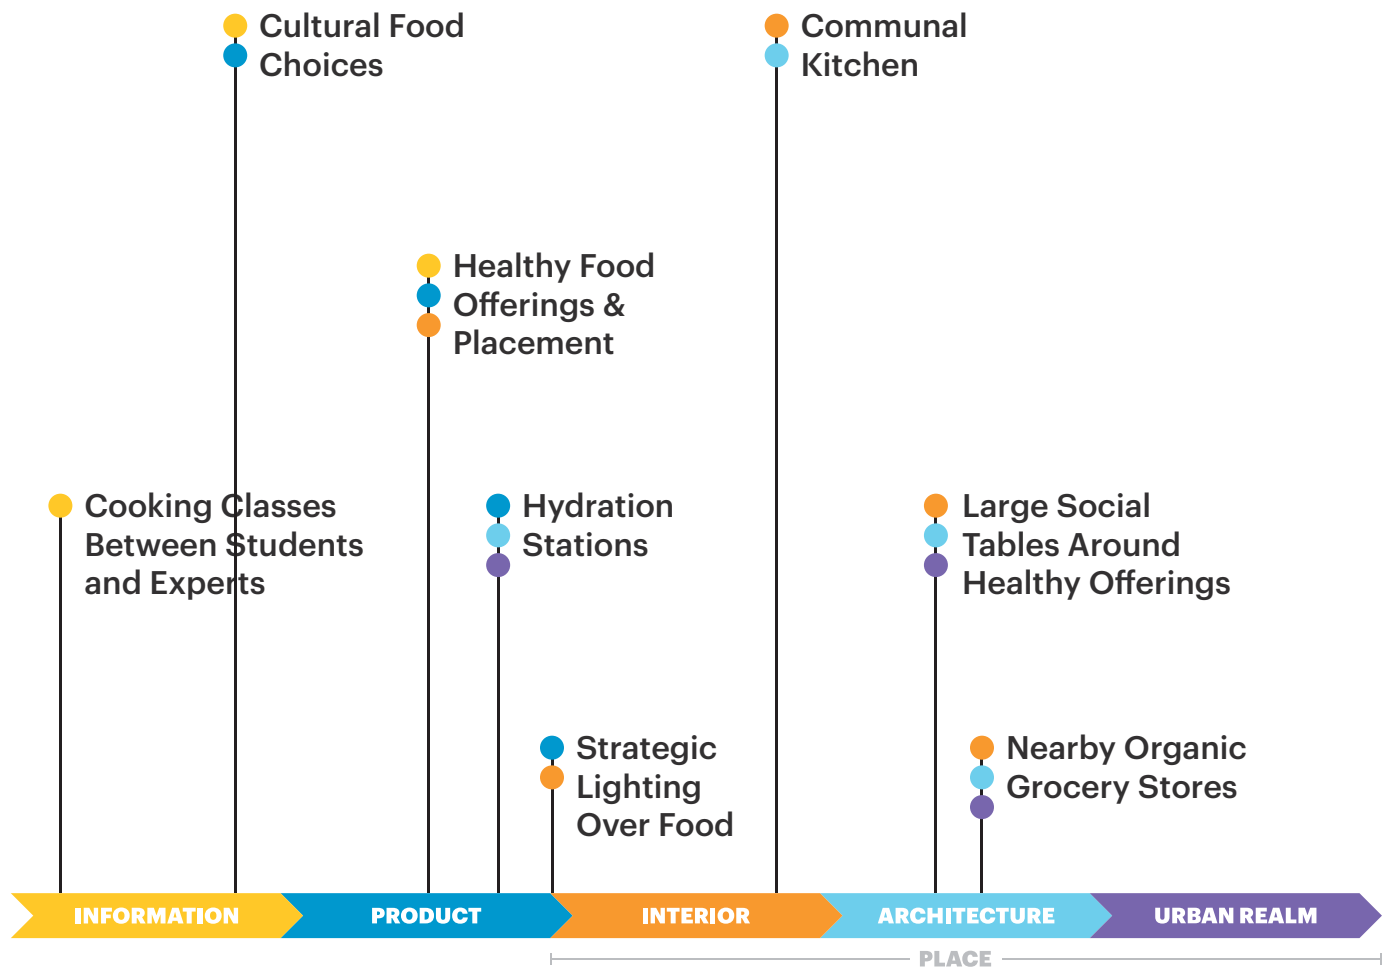 Cultural Food
Choices
Communal
Kitchen
Healthy Food
Offerings &
Placement
Cooking Classes
Between Students
and Experts
Hydration
Stations
Large Social
Tables Around
Healthy Offerings
Strategic
Lighting
Over Food
Nearby Organic
Grocery Stores
INFORMATION
PRODUCT
INTERIOR
ARCHITECTURE
URBAN REALM
PLACE